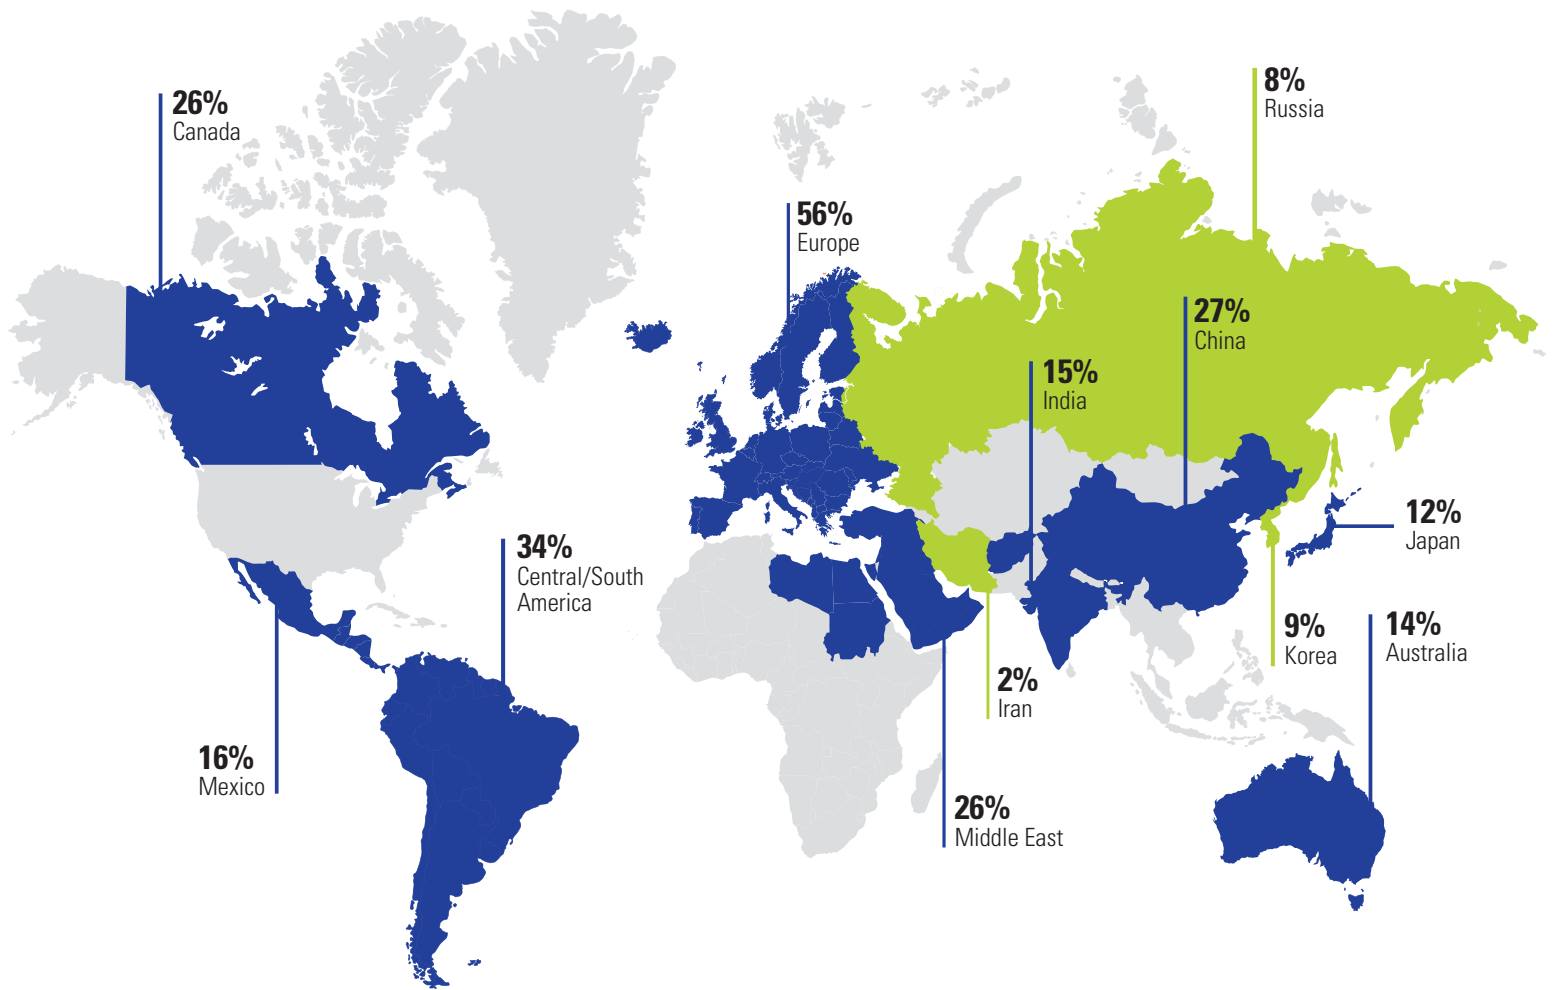 8%
Russia
26%
Canada
56%
Europe
27%
China
15%
India
12%
Japan
34%
Central/South
America
9%
Korea
14%
Australia
2%
Iran
16%
Mexico
26%
Middle East